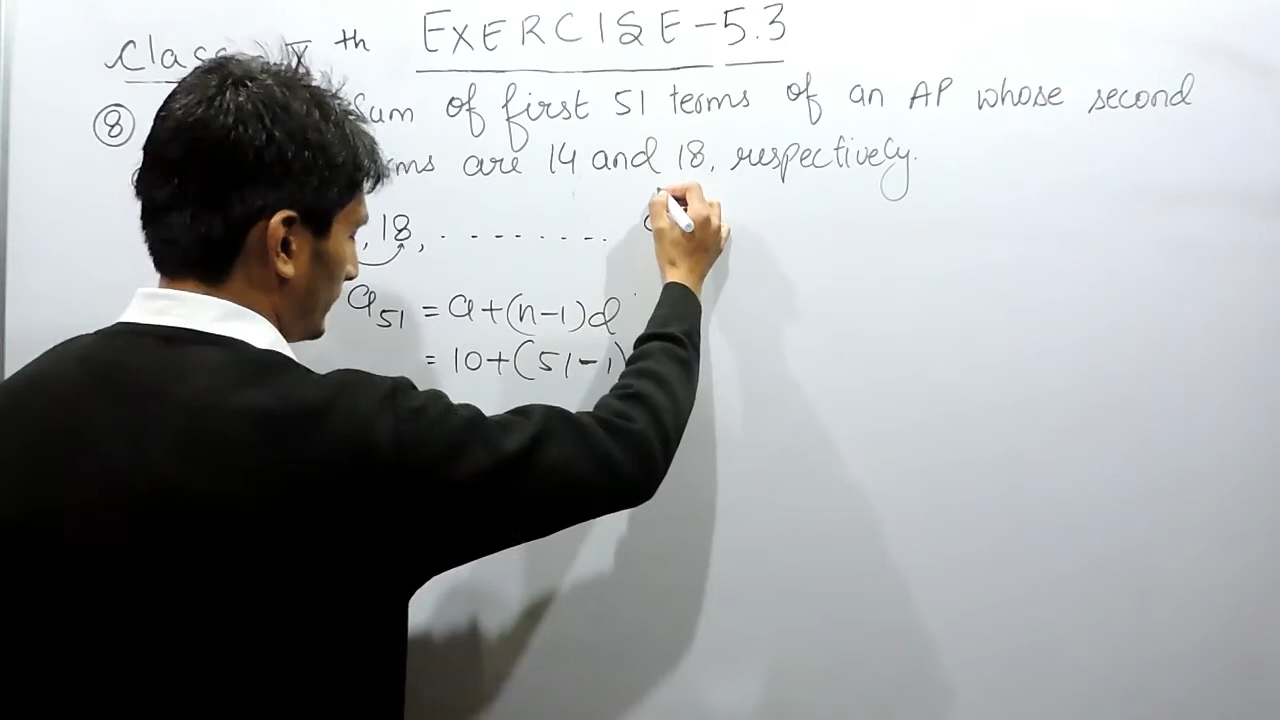 Class X th EXERCISE-5.3
8 Sum of first 51 terms of an AP whose second
are 14 and 18, respectively.
, 18, . - - - - - - - - .
a51 = a+(n-1)d
= 10+(51-1)